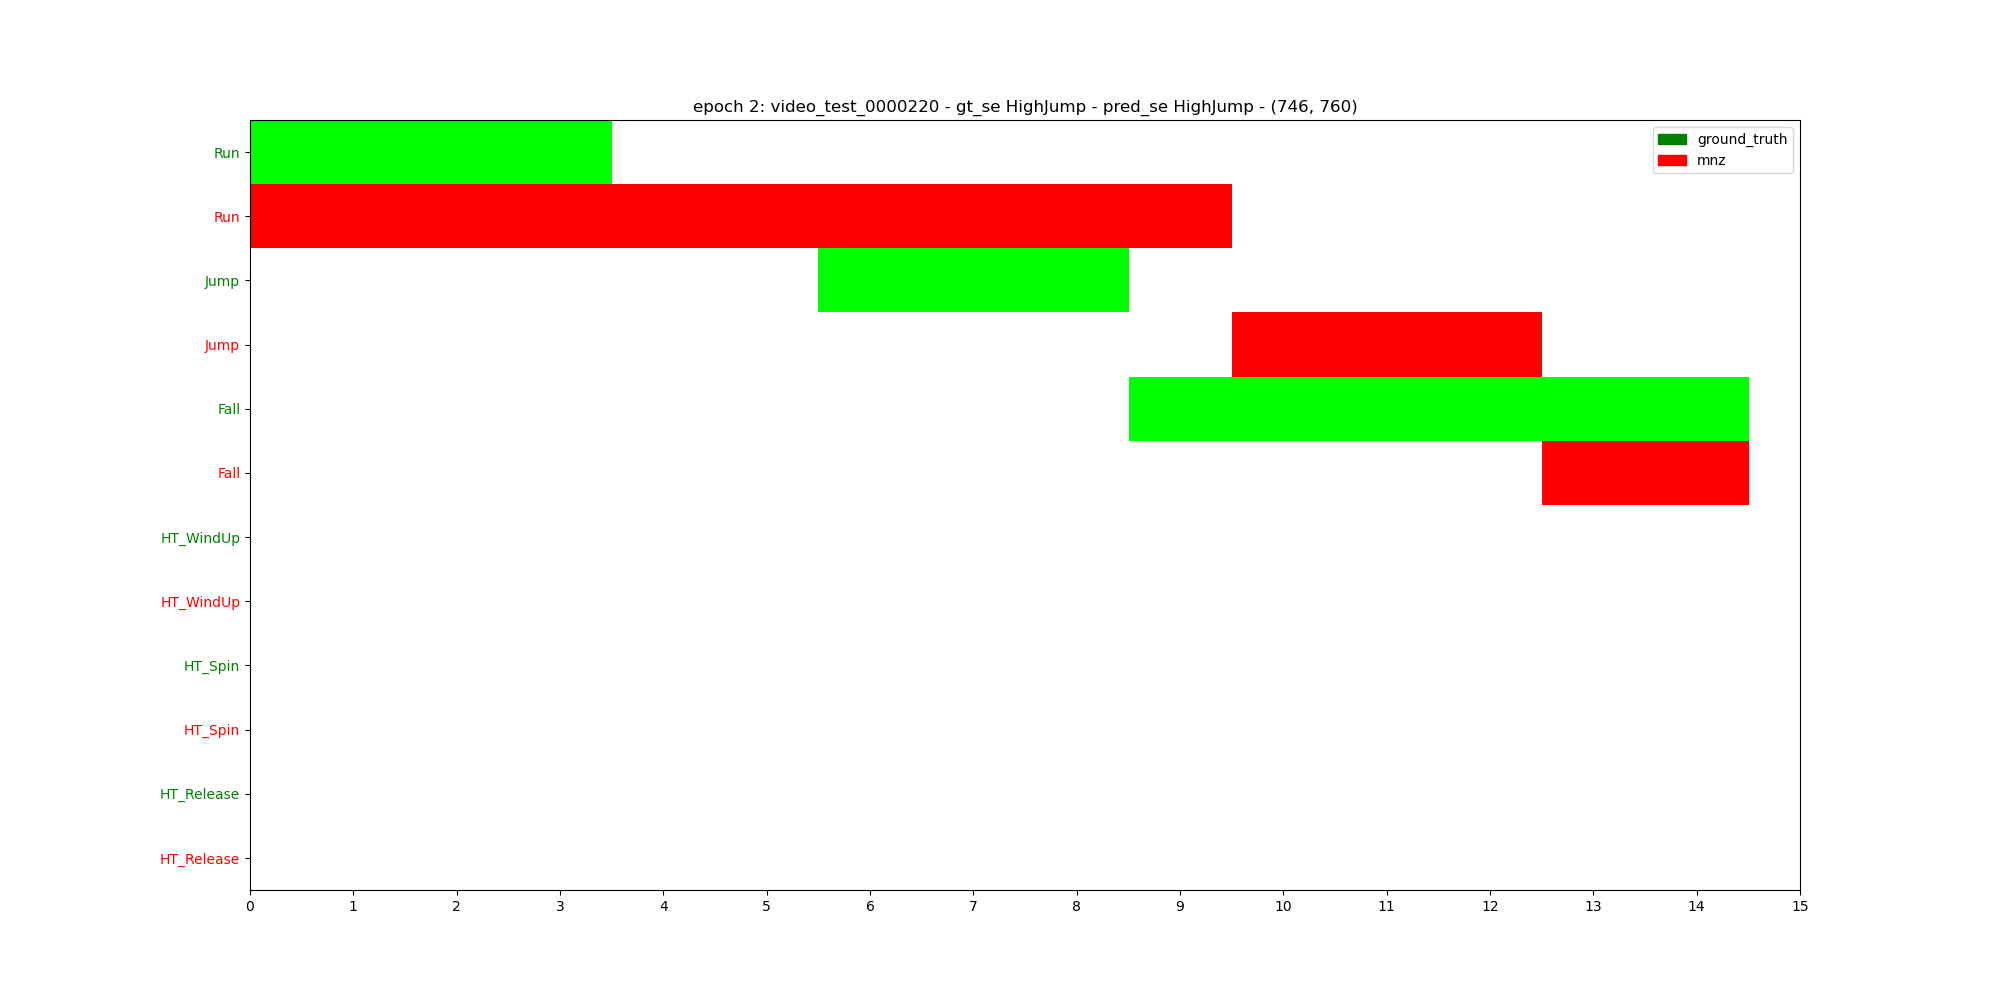 epoch 2: video_test_0000220 - gt_se HighJump - pred_se HighJump - (746, 760)
ground_truth
mnz
Run
Run
Jump
Jump
Fall
Fall
HT_WindUp
HT_WindUp
HT_Spin
HT_Spin
HT_Release
HT_Release
0 1 2 3 4 5 6 7 8 9 10 11 12 13 14 15